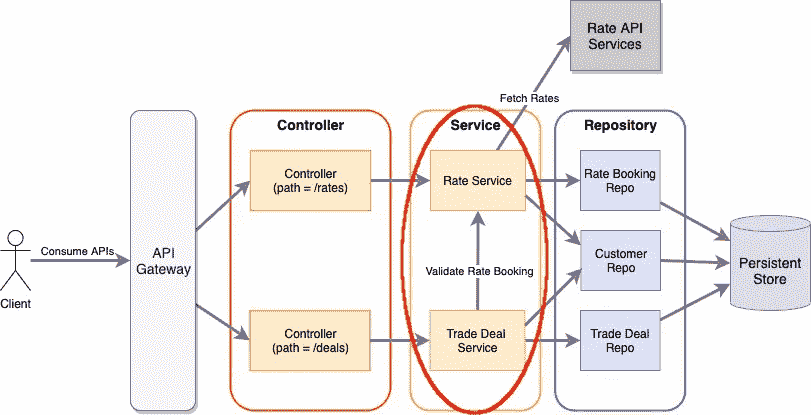 Rate API
Services
Fetch Rates
Controller
Service
Repository
Controller
(path = /rates)
Rate Service
Rate Booking
Repo
Consume APIs
API
Gateway
Client
Validate Rate Booking
Customer
Repo
Persistent
Store
Controller
(path = /deals)
Trade Deal
Service
Trade Deal
Repo